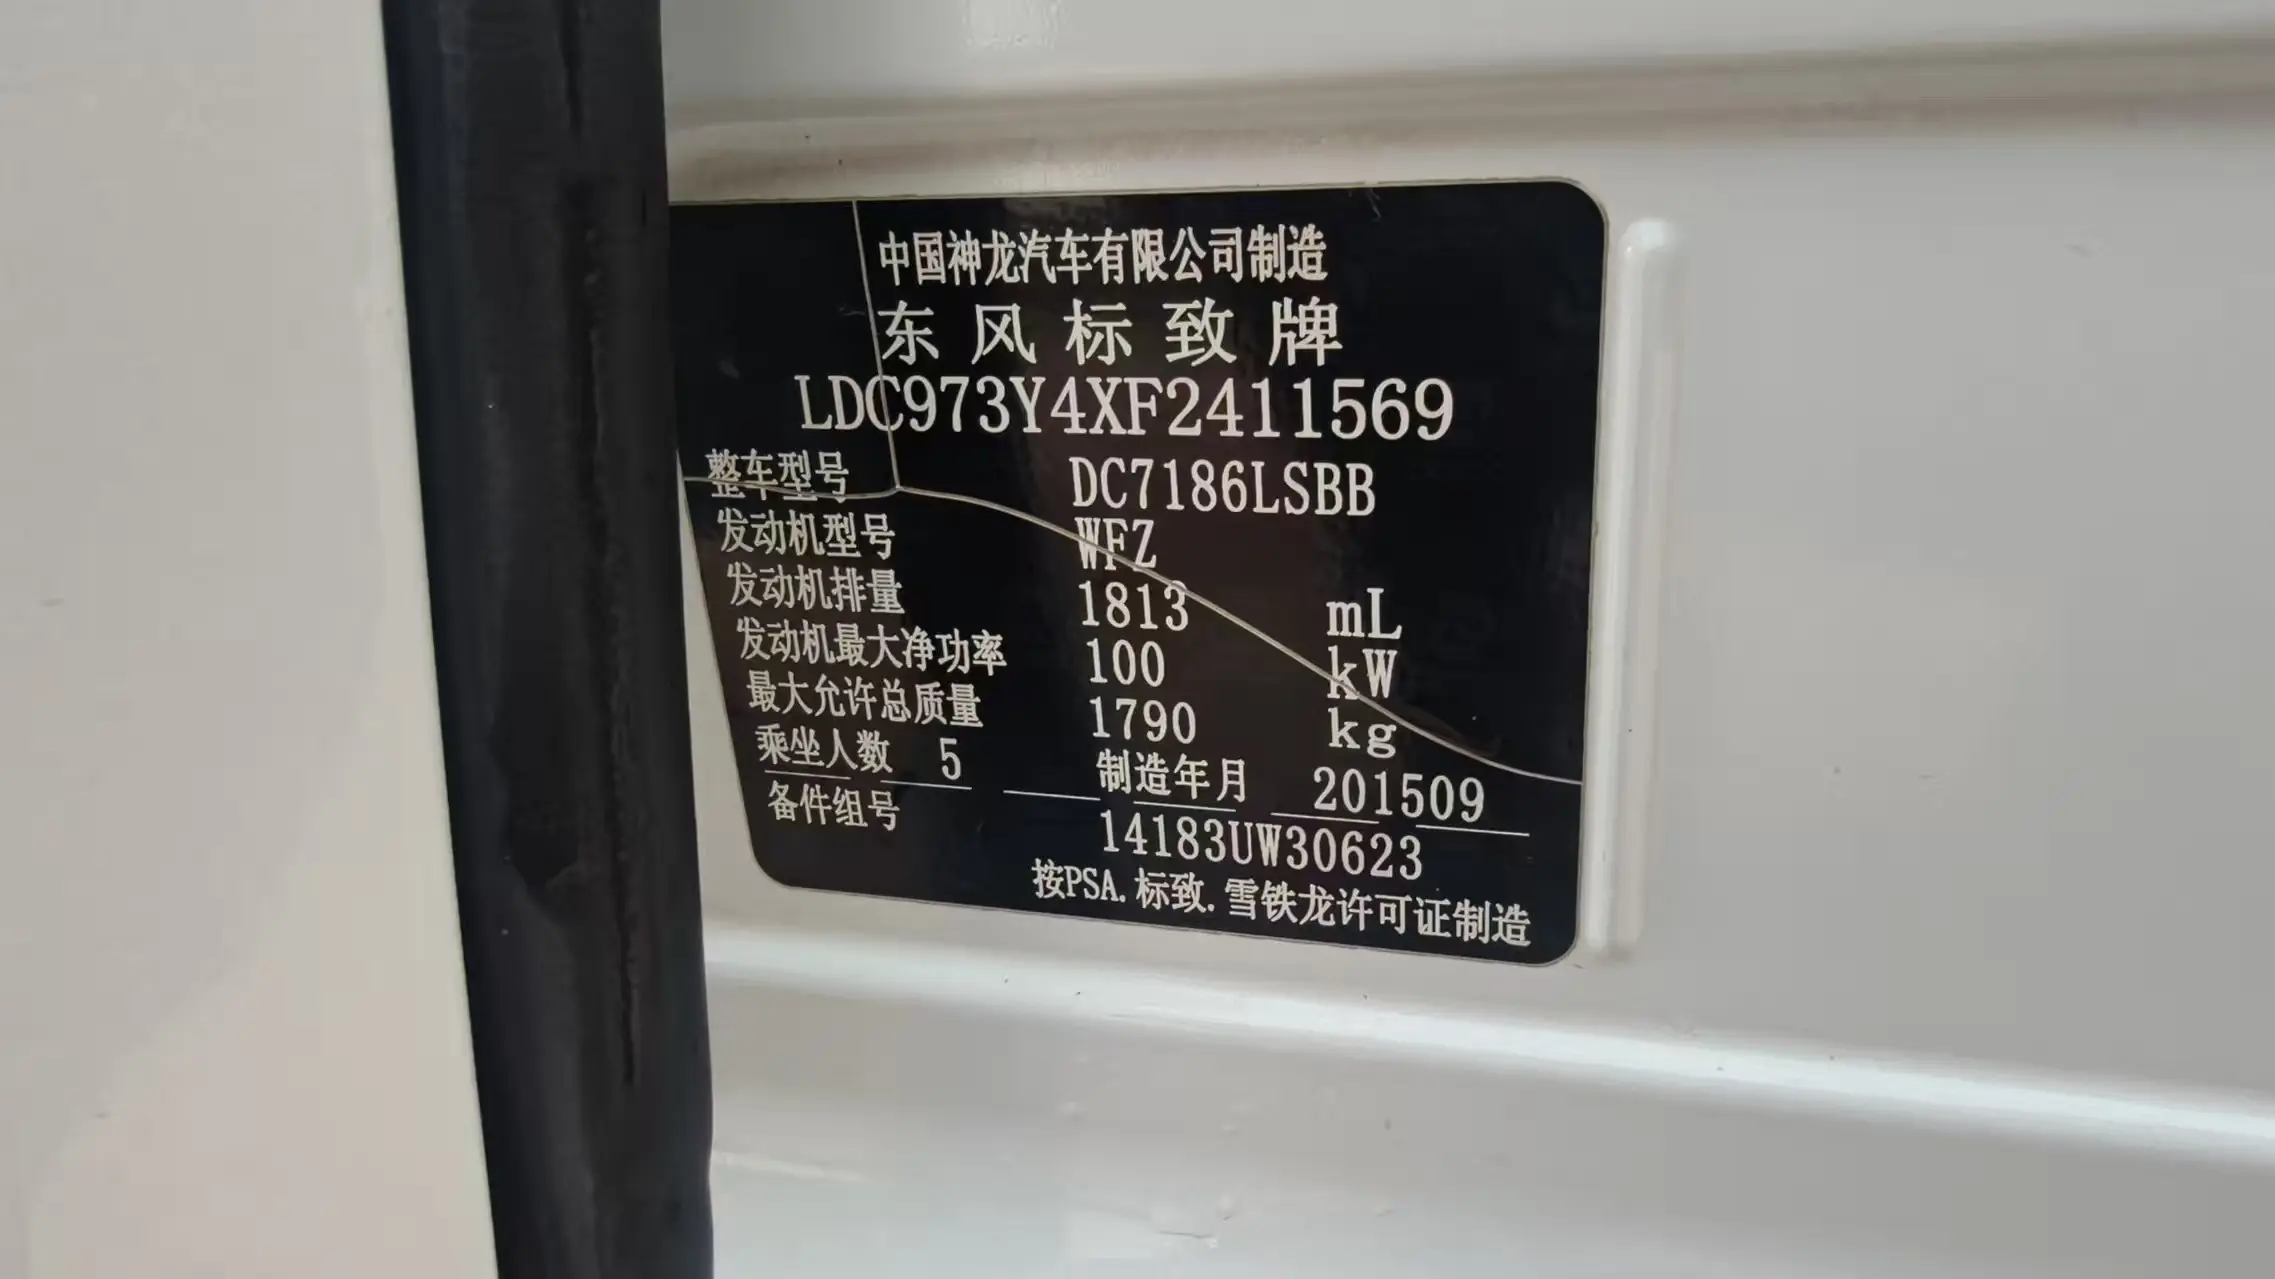 中国神龙汽车有限公司制造
东风标致牌
LDC973Y4XF2411569
整车型号 DC7186LSBB
发动机型号 WFZ
发动机排量 1813 mL
发动机最大净功率 100 kW
最大允许总质量 1790 kg
乘坐人数 5 制造年月 201509
备件组号 14183UW30623
按PSA.标致.雪铁龙许可证制造